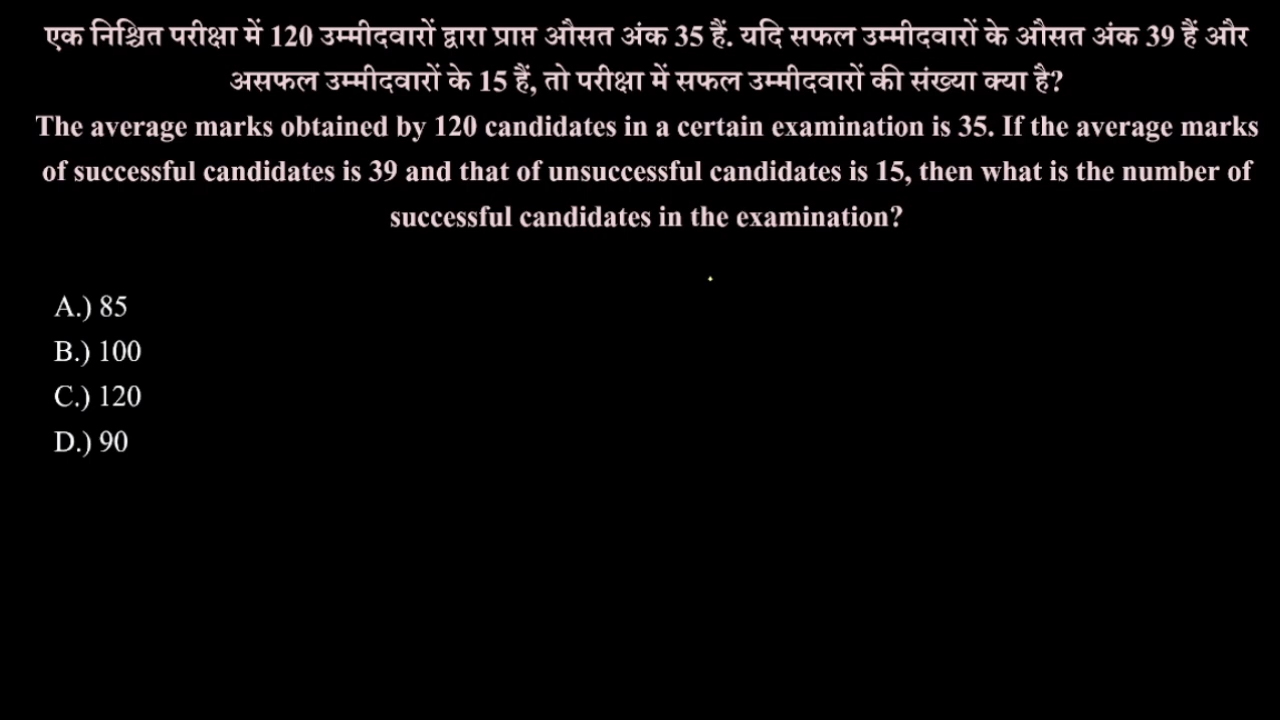 एक निश्चित परीक्षा में 120 उम्मीदवारों द्वारा प्राप्त औसत अंक 35 हैं. यदि सफल उम्मीदवारों के औसत अंक 39 हैं और
असफल उम्मीदवारों के 15 हैं, तो परीक्षा में सफल उम्मीदवारों की संख्या क्या है?
The average marks obtained by 120 candidates in a certain examination is 35. If the average marks
of successful candidates is 39 and that of unsuccessful candidates is 15, then what is the number of
successful candidates in the examination?
A.) 85
B.) 100
C.) 120
D.) 90